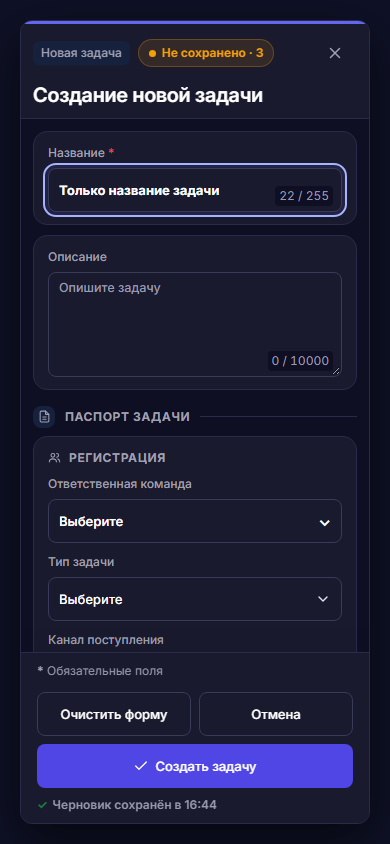 Новая задача
Не сохранено · 3
Создание новой задачи
Название *
Только название задачи
22 / 255
Описание
Опишите задачу
0 / 10000
ПАСПОРТ ЗАДАЧИ
РЕГИСТРАЦИЯ
Ответственная команда
Выберите
Тип задачи
Выберите
Канал поступления
* Обязательные поля
Очистить форму
Отмена
Создать задачу
Черновик сохранён в 16:44